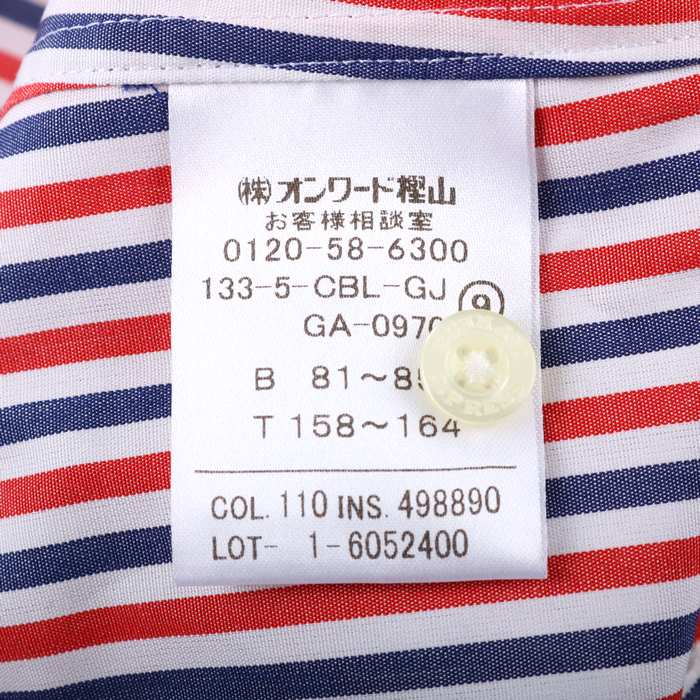 (株)オンワード樫山
お客様相談室
0120-58-6300
133-5-CBL-GJ ⑨
GA-097
B 81～8
T 158～164
COL. 110 INS. 498890
LOT- 1-6052400